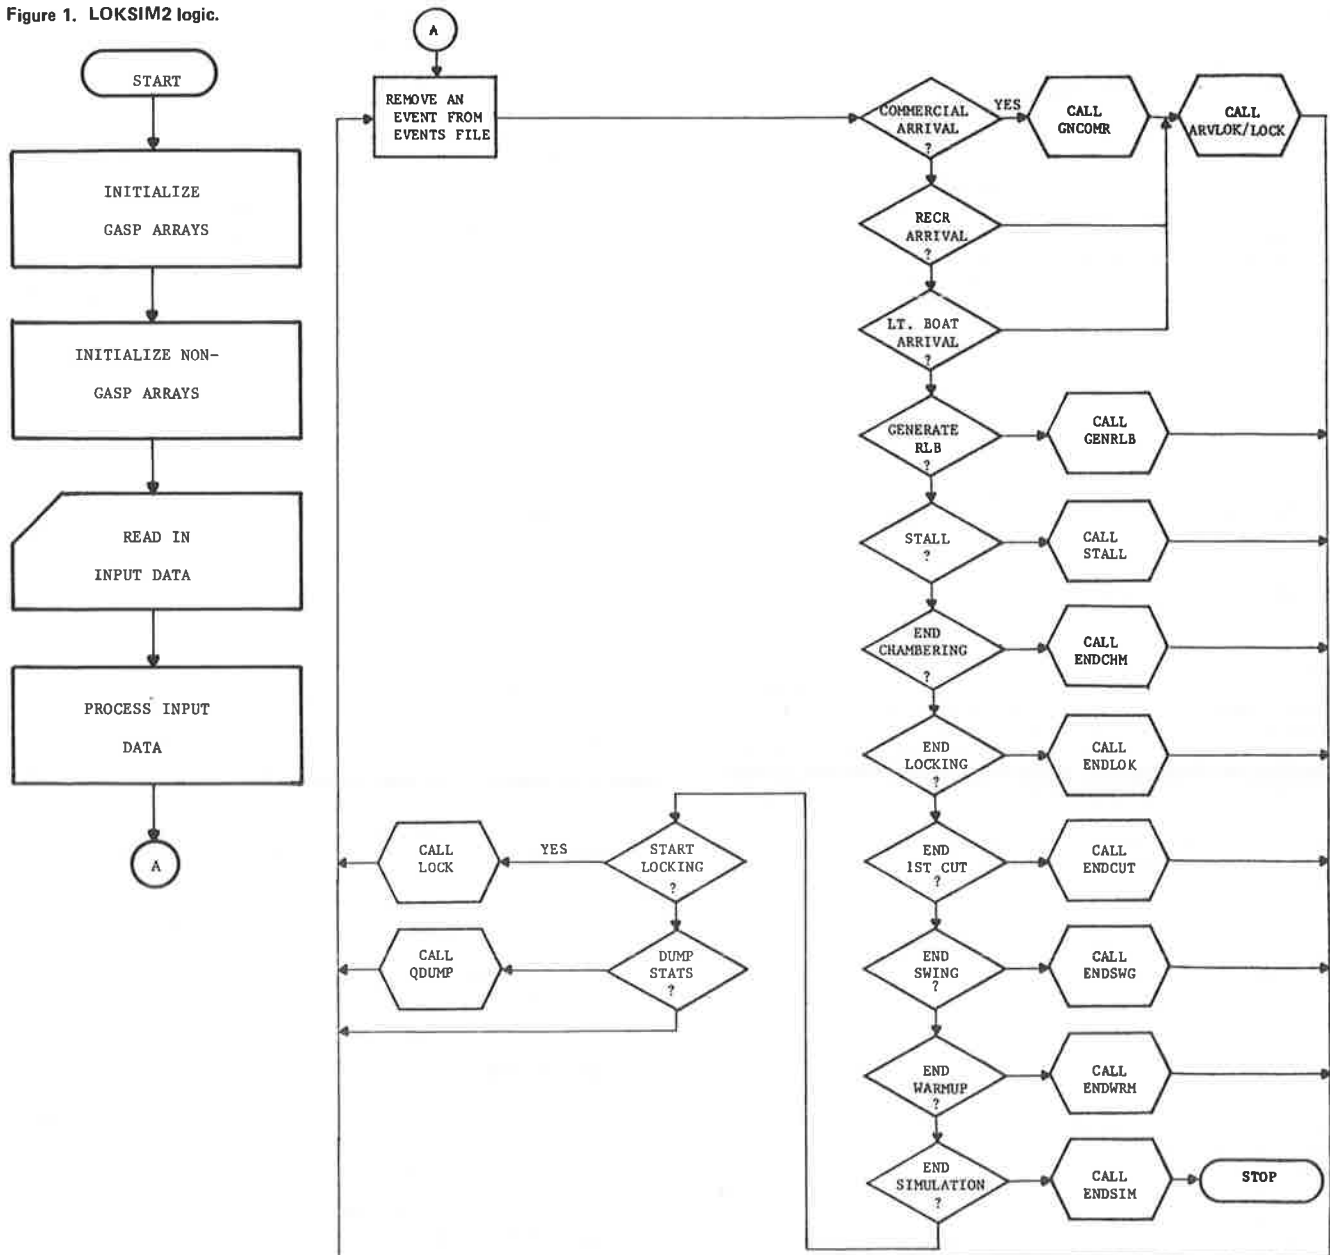 Figure 1. LOKSIM2 logic.
START
INITIALIZE
GASP ARRAYS
INITIALIZE NON-
GASP ARRAYS
READ IN
INPUT DATA
PROCESS INPUT
DATA
A
A
REMOVE AN
EVENT FROM
EVENTS FILE
COMMERCIAL
ARRIVAL
?
YES
CALL
GNCOMR
CALL
ARVLOK/LOCK
RECR
ARRIVAL
?
LT. BOAT
ARRIVAL
?
GENERATE
RLB
?
CALL
GENRLB
STALL
?
CALL
STALL
END
CHAMBERING
?
CALL
ENDCHM
END
LOCKING
?
CALL
ENDLOK
END
1ST CUT
?
CALL
ENDCUT
END
SWING
?
CALL
ENDSWG
END
WARMUP
?
CALL
ENDWRM
END
SIMULATION
?
CALL
ENDSIM
STOP
START
LOCKING
?
YES
CALL
LOCK
DUMP
STATS
?
CALL
QDUMP